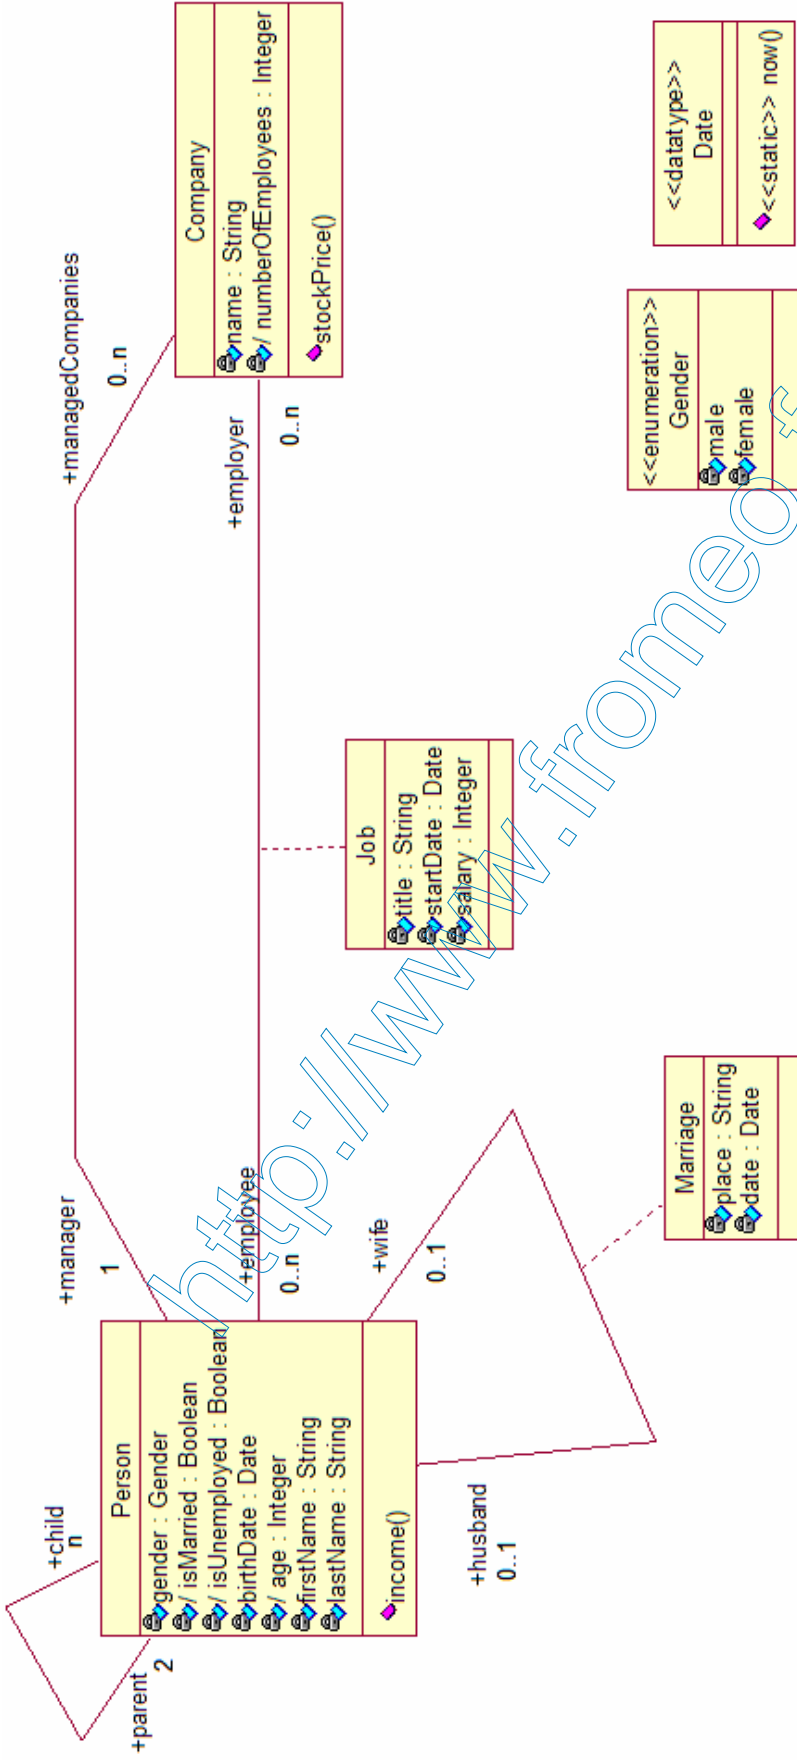 +child
n
+parent
2
Person
gender : Gender
/ isMarried : Boolean
/ isUnemployed : Boolean
birthDate : Date
/ age : Integer
firstName : String
lastName : String
income()
+manager
1
+managedCompanies
0..n
+employee
0..n
+employer
0..n
Company
name : String
/ numberOfEmployees : Integer
stockPrice()
+wife
0..1
+husband
0..1
Job
title : String
startDate : Date
salary : Integer
Marriage
place : String
date : Date
<<enumeration>>
Gender
male
female
<<datatype>>
Date
<<static>> now()
http://www.fromeof